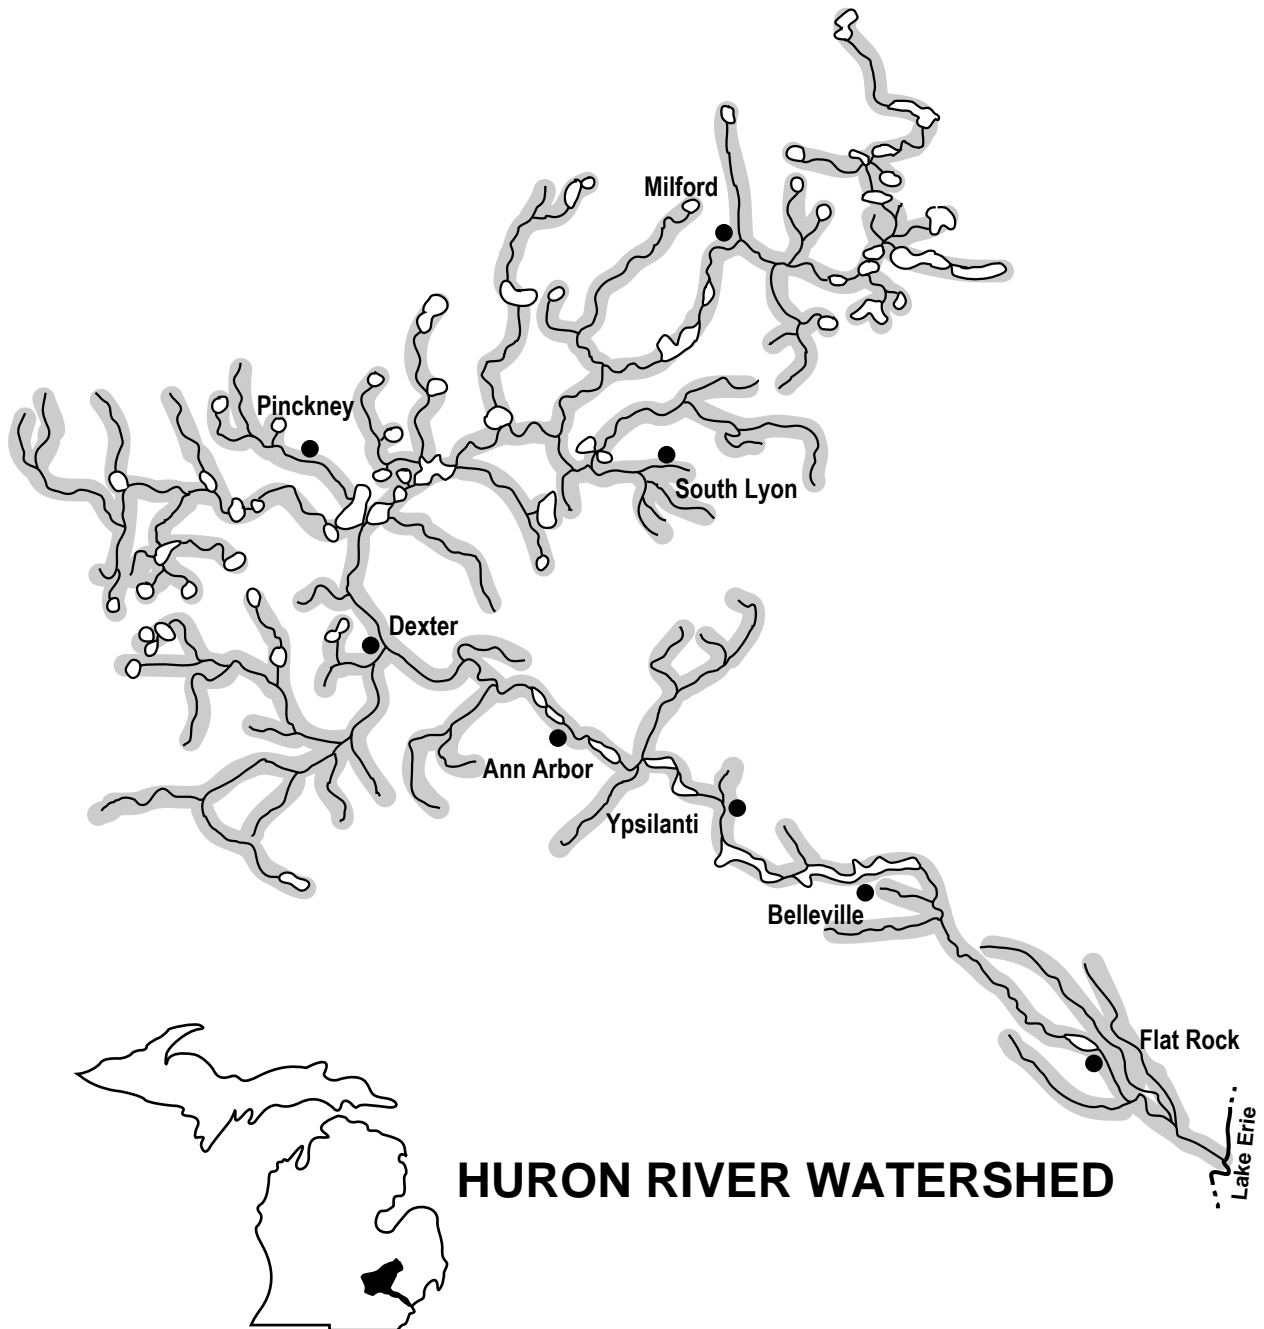 Milford
Pinckney
South Lyon
Dexter
Ann Arbor
Ypsilanti
Belleville
Flat Rock
Lake Erie
HURON RIVER WATERSHED